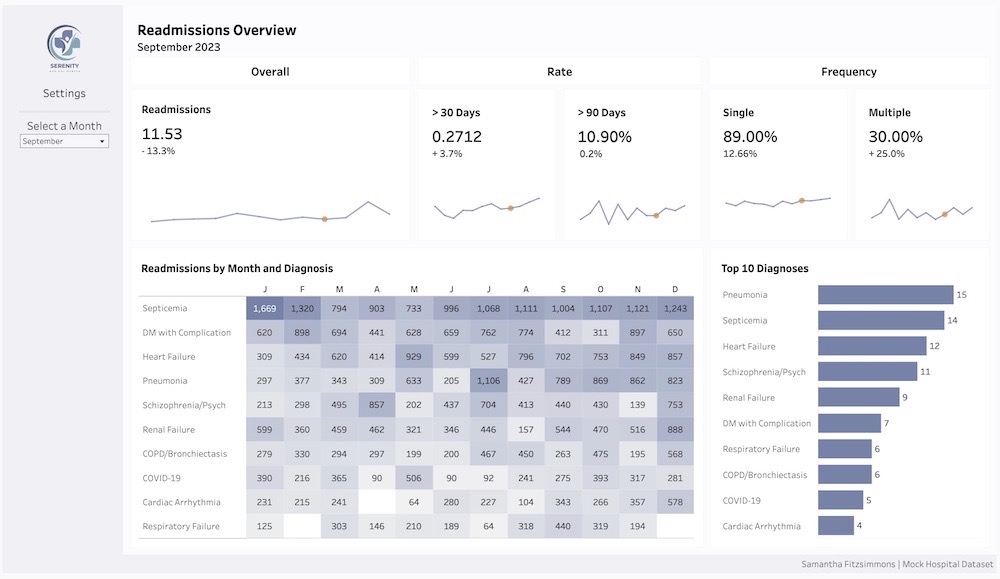 Readmissions Overview
September 2023
SERENITY
Settings
Select a Month
September
Overall
Rate
Frequency
Readmissions
11.53
- 13.3%
> 30 Days
0.2712
+ 3.7%
> 90 Days
10.90%
0.2%
Single
89.00%
12.66%
Multiple
30.00%
+ 25.0%
Readmissions by Month and Diagnosis
J F M A M J J A S O N D
Septicemia 1,669 1,320 794 903 733 996 1,068 1,111 1,004 1,107 1,121 1,243
DM with Complication 620 898 694 441 628 659 762 774 412 311 897 650
Heart Failure 309 434 620 414 929 599 527 796 702 753 849 857
Pneumonia 297 377 343 309 633 205 1,106 427 789 869 862 823
Schizophrenia/Psych 213 298 495 857 202 437 704 413 440 430 139 753
Renal Failure 599 360 459 462 321 346 446 157 544 470 516 888
COPD/Bronchiectasis 279 330 294 297 199 200 467 450 263 475 195 568
COVID-19 390 216 365 90 506 90 92 241 275 393 317 281
Cardiac Arrhythmia 231 215 241 64 280 227 104 343 266 357 578
Respiratory Failure 125 303 146 210 189 64 318 440 319 194
Top 10 Diagnoses
Pneumonia 15
Septicemia 14
Heart Failure 12
Schizophrenia/Psych 11
Renal Failure 9
DM with Complication 7
Respiratory Failure 6
COPD/Bronchiectasis 6
COVID-19 5
Cardiac Arrhythmia 4
Samantha Fitzsimmons | Mock Hospital Dataset